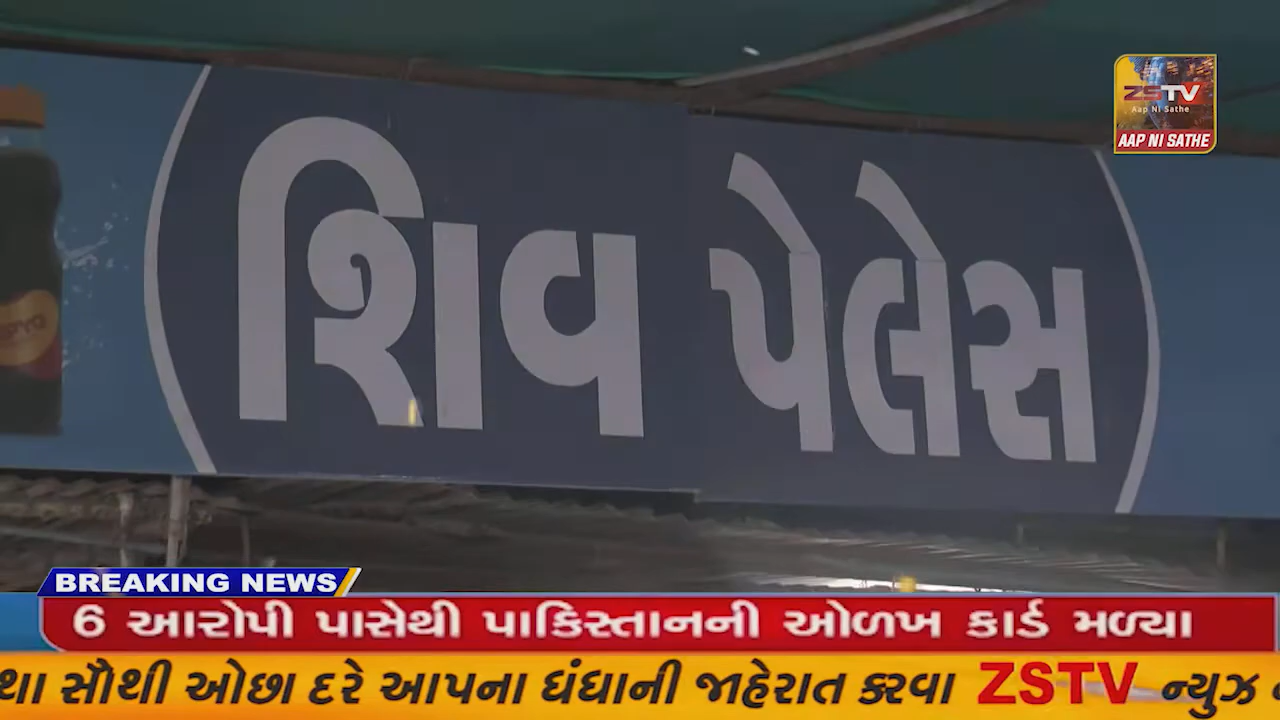 શિવ પેલેસ
ZSTV
Aap Ni Sathe
AAP NI SATHE
BREAKING NEWS
6 આરોપી પાસેથી પાકિસ્તાનની ઓળખ કાર્ડ મળ્યા
થા સૌથી ઓછા દરે આપના ધંધાની જાહેરાત કરવા ZSTV ન્યુઝ